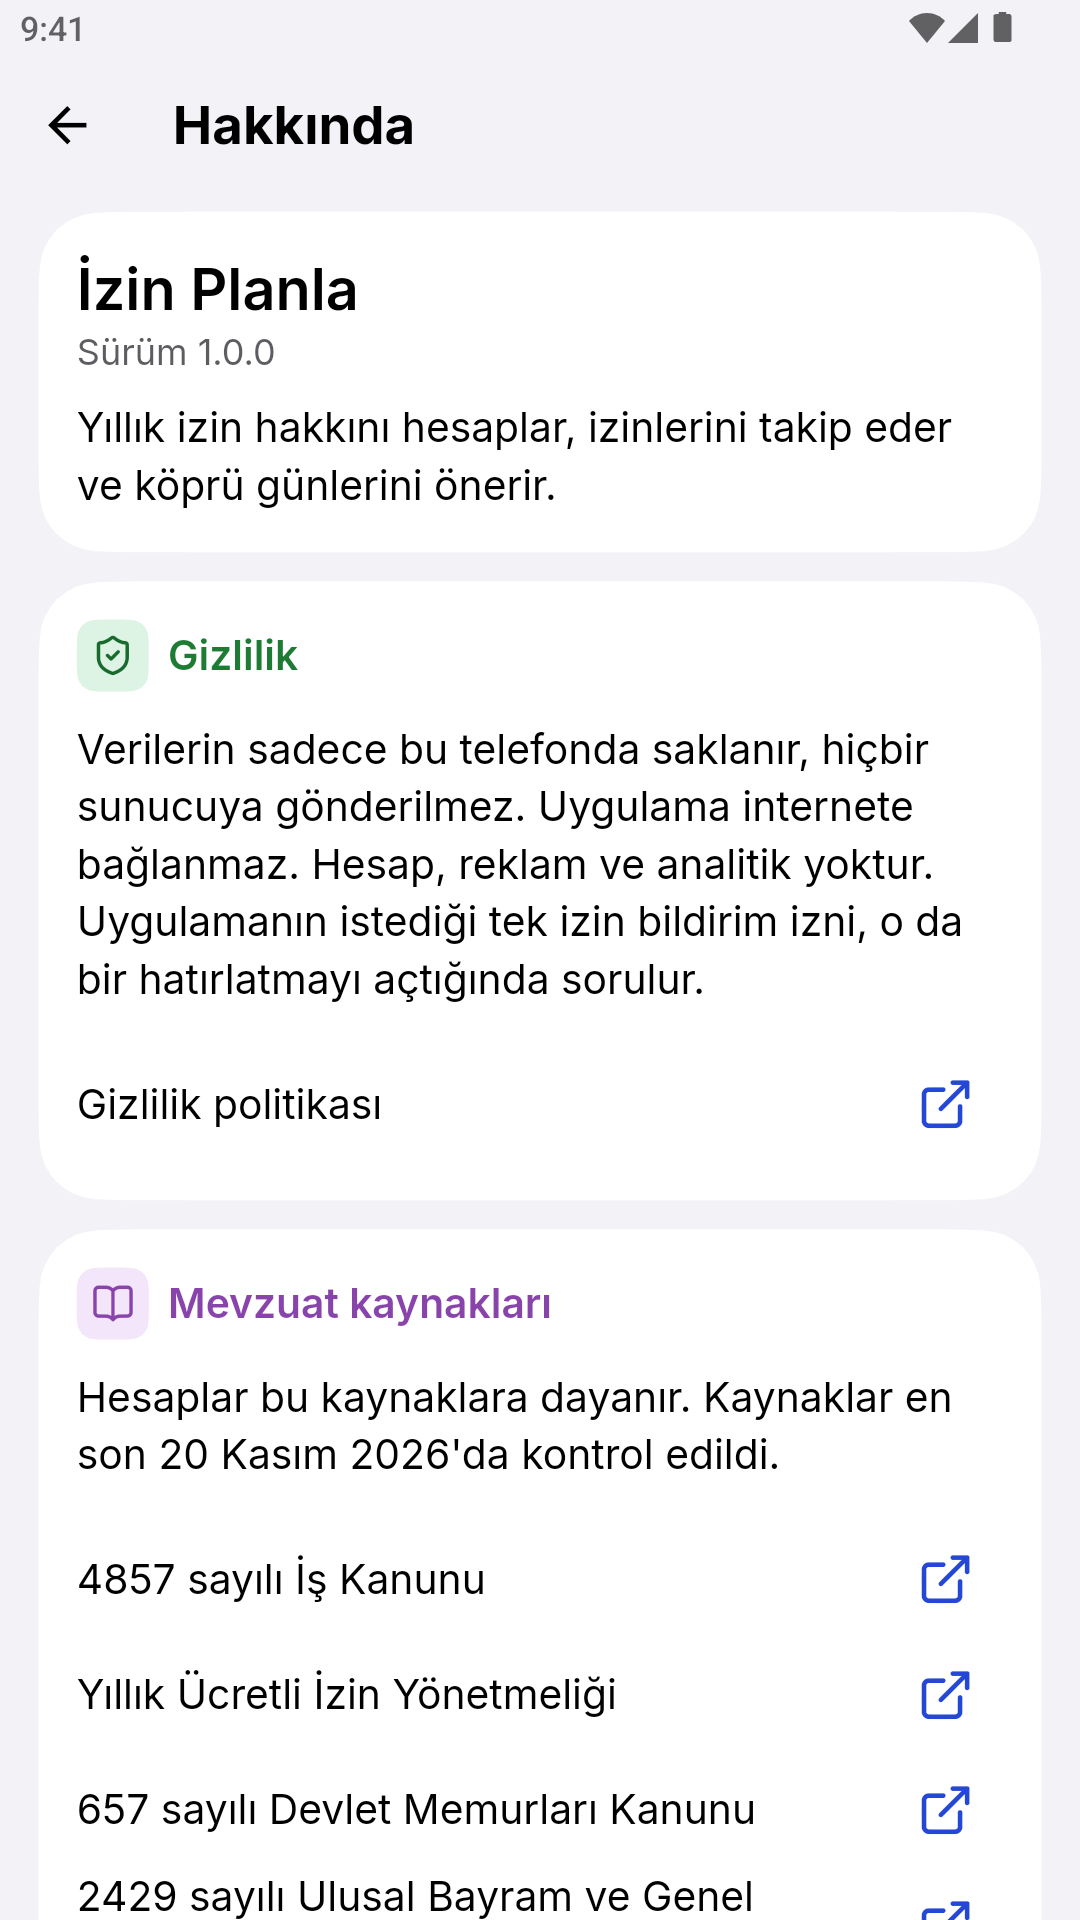 9:41
Hakkında
İzin Planla
Sürüm 1.0.0
Yıllık izin hakkını hesaplar, izinlerini takip eder
ve köprü günlerini önerir.
Gizlilik
Verilerin sadece bu telefonda saklanır, hiçbir
sunucuya gönderilmez. Uygulama internete
bağlanmaz. Hesap, reklam ve analitik yoktur.
Uygulamanın istediği tek izin bildirim izni, o da
bir hatırlatmayı açtığında sorulur.
Gizlilik politikası
Mevzuat kaynakları
Hesaplar bu kaynaklara dayanır. Kaynaklar en
son 20 Kasım 2026'da kontrol edildi.
4857 sayılı İş Kanunu
Yıllık Ücretli İzin Yönetmeliği
657 sayılı Devlet Memurları Kanunu
2429 sayılı Ulusal Bayram ve Genel